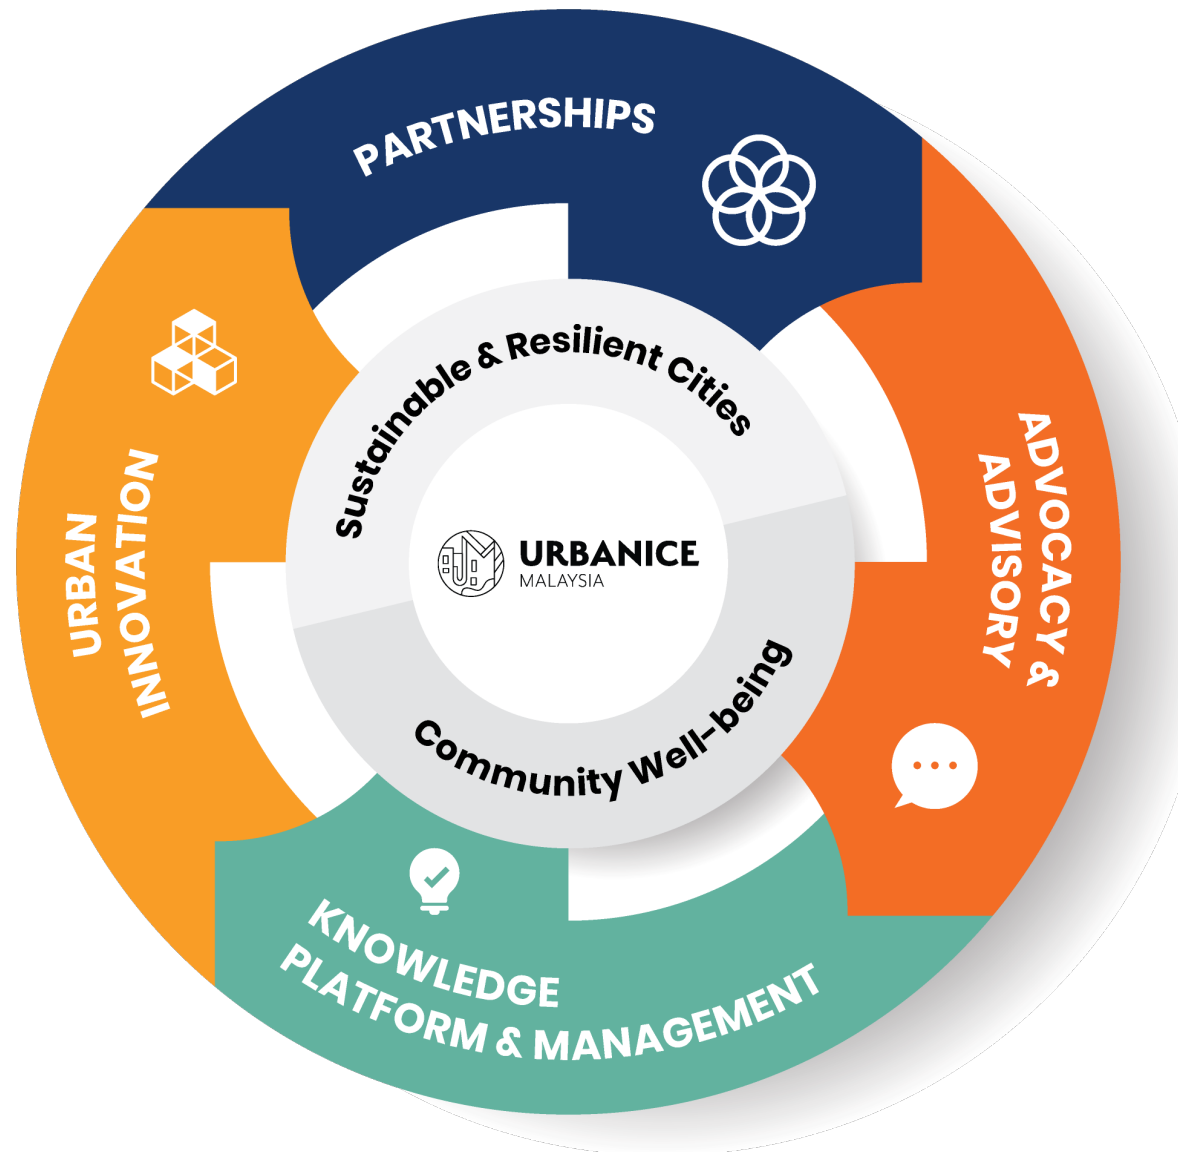 PARTNERSHIPS
ADVOCACY &
ADVISORY
KNOWLEDGE
PLATFORM & MANAGEMENT
URBAN
INNOVATION
Sustainable & Resilient Cities
Community Well-being
URBANICE
MALAYSIA